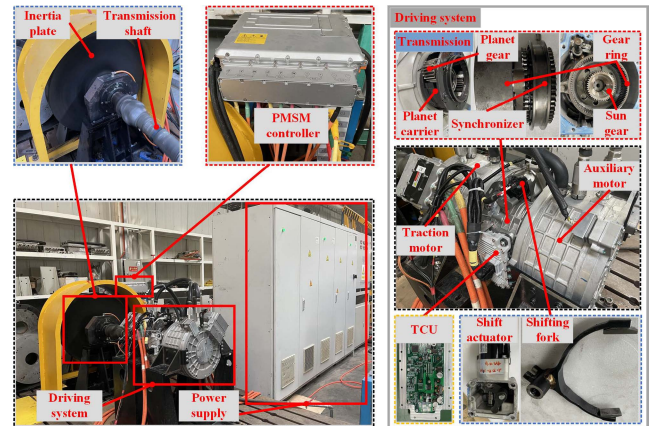 Inertia
plate
Transmission
shaft
PMSM
controller
Driving
system
Power
supply
Driving system
Transmission
Planet
gear
Gear
ring
Planet
carrier
Synchronizer
Sun
gear
Auxiliary
motor
Traction
motor
TCU
Shift
actuator
Shifting
fork